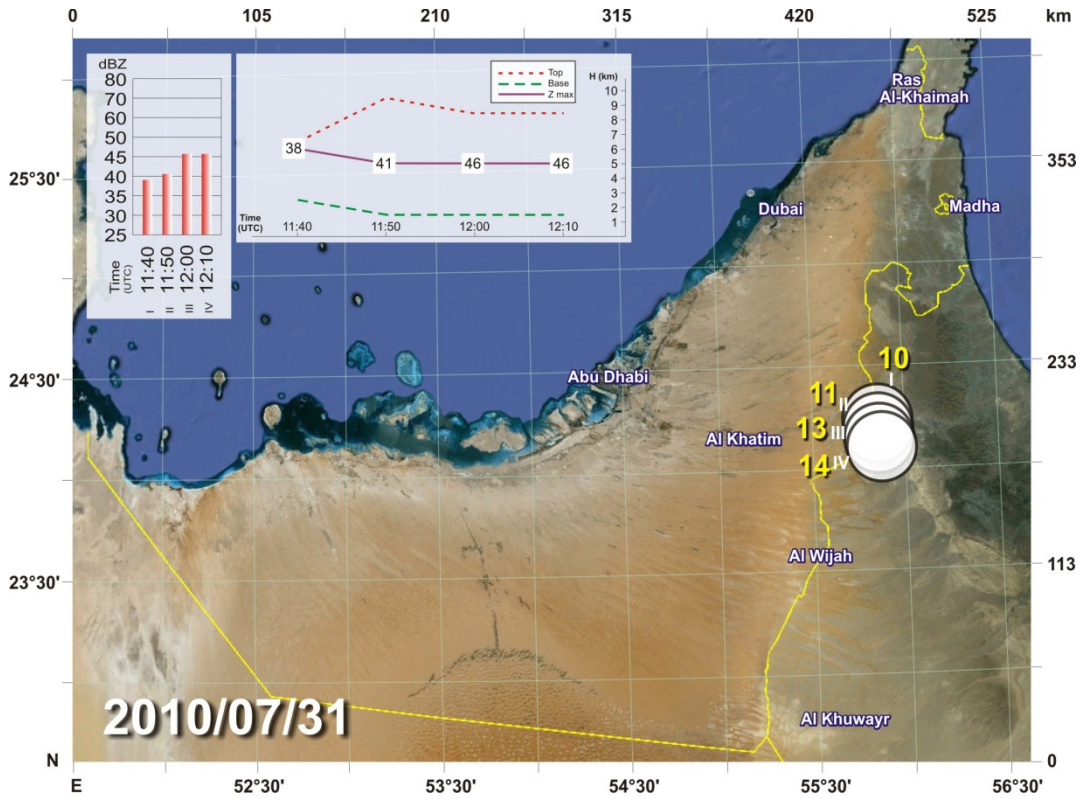 0 105 210 315 420 525 km
dBZ
80
70
60
50
45
40
35
30
25
Time
(UTC)
11:40
11:50
12:00
12:10
I
II
III
IV
Top
Base
Z max
H (km)
10
9
8
7
6
5
4
3
2
1
38
41
46
46
Time
(UTC)
11:40 11:50 12:00 12:10
Ras
Al-Khaimah
25°30'
353
Dubai
Madha
24°30'
233
Abu Dhabi
10
I
11 II
Al Khatim
13 III
14 IV
Al Wijah
23°30'
113
2010/07/31
Al Khuwayr
N
0
E 52°30' 53°30' 54°30' 55°30' 56°30'